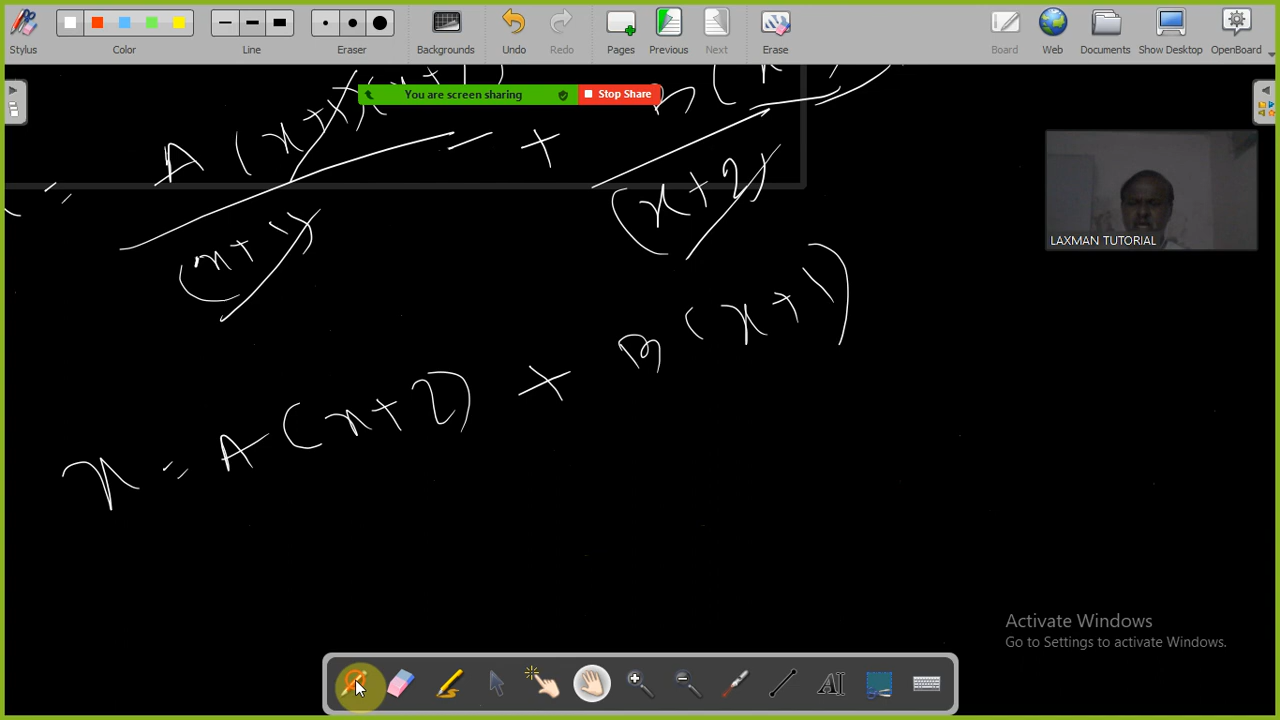 Stylus Color Line Eraser Backgrounds Undo Redo Pages Previous Next Erase Board Web Documents Show Desktop OpenBoard
You are screen sharing Stop Share
= A (x+2)(x+1) +
(x+1) (x+2)
LAXMAN TUTORIAL
x = A (x+2) + B (x+1)
Activate Windows
Go to Settings to activate Windows.